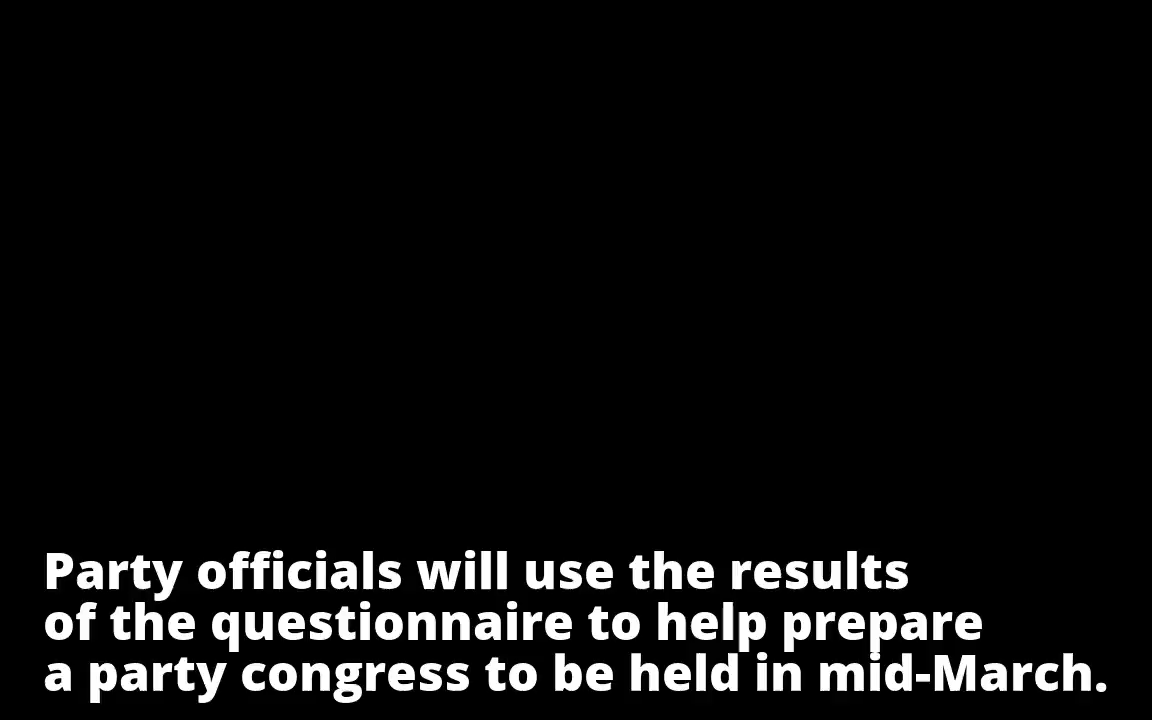 Party officials will use the results
of the questionnaire to help prepare
a party congress to be held in mid-March.